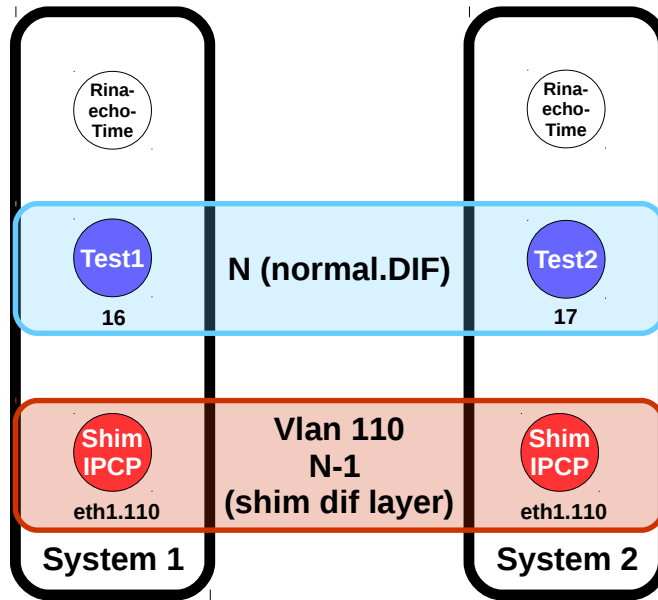 Rina-
echo-
Time
Rina-
echo-
Time
Test1
N (normal.DIF)
Test2
16
17
Shim
IPCP
Vlan 110
N-1
(shim dif layer)
Shim
IPCP
eth1.110
eth1.110
System 1
System 2